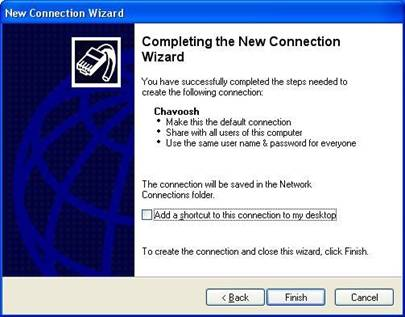 New Connection Wizard
Completing the New Connection
Wizard
You have successfully completed the steps needed to
create the following connection:
Chavoosh
• Make this the default connection
• Share with all users of this computer
• Use the same user name & password for everyone
The connection will be saved in the Network
Connections folder.
Add a shortcut to this connection to my desktop
To create the connection and close this wizard, click Finish.
< Back
Finish
Cancel